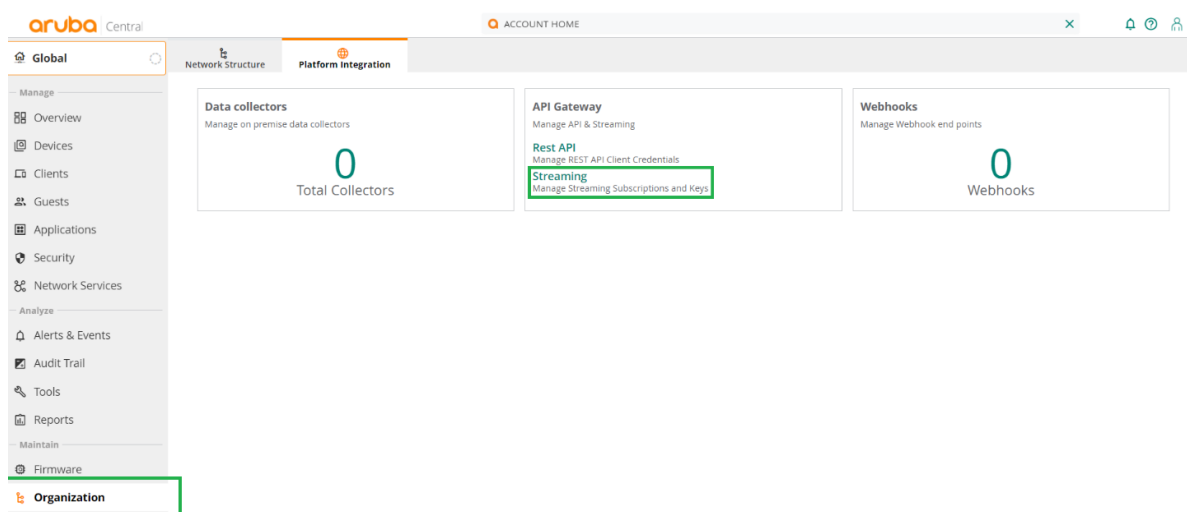 aruba Central
ACCOUNT HOME
Global
Network Structure
Platform Integration
Manage
Overview
Devices
Clients
Guests
Applications
Security
Network Services
Analyze
Alerts & Events
Audit Trail
Tools
Reports
Maintain
Firmware
Organization
Data collectors
Manage on premise data collectors
0
Total Collectors
API Gateway
Manage API & Streaming
Rest API
Manage REST API Client Credentials
Streaming
Manage Streaming Subscriptions and Keys
Webhooks
Manage Webhook end points
0
Webhooks